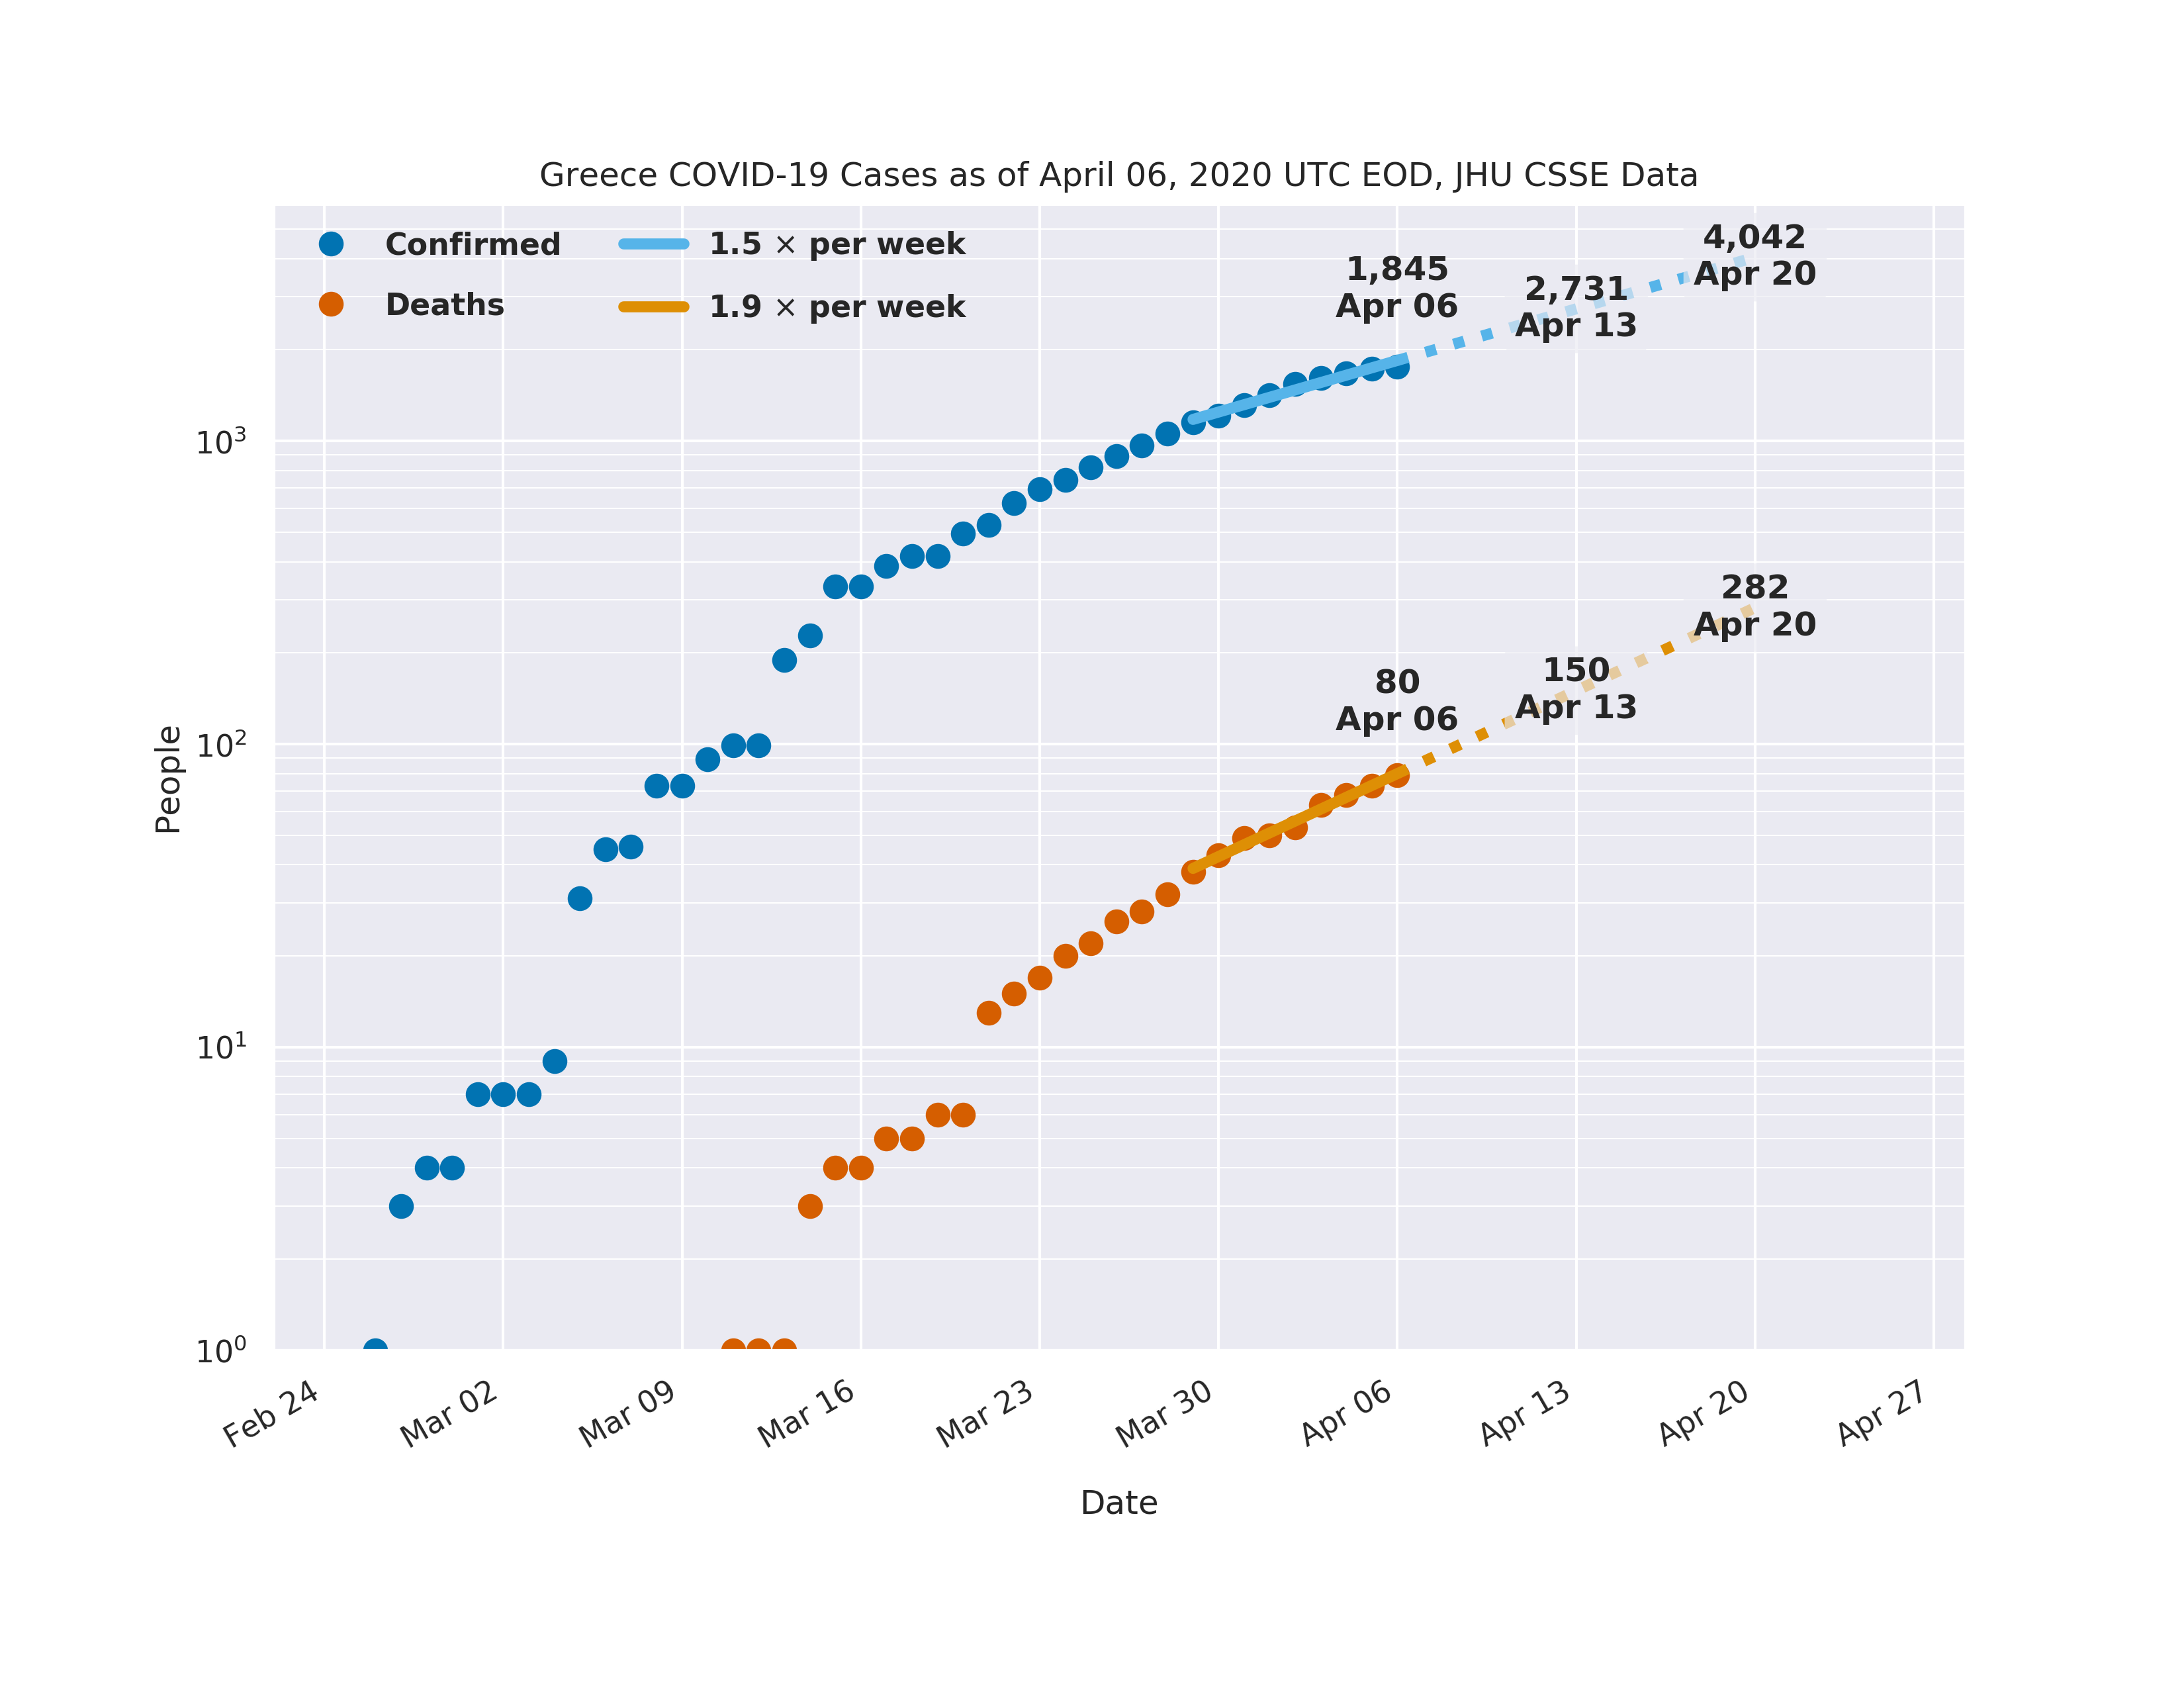 Greece COVID-19 Cases as of April 06, 2020 UTC EOD, JHU CSSE Data
Confirmed
Deaths
1.5 × per week
1.9 × per week
1,845
Apr 06
2,731
Apr 13
4,042
Apr 20
80
Apr 06
150
Apr 13
282
Apr 20
People
10³
10²
10¹
10⁰
Feb 24
Mar 02
Mar 09
Mar 16
Mar 23
Mar 30
Apr 06
Apr 13
Apr 20
Apr 27
Date